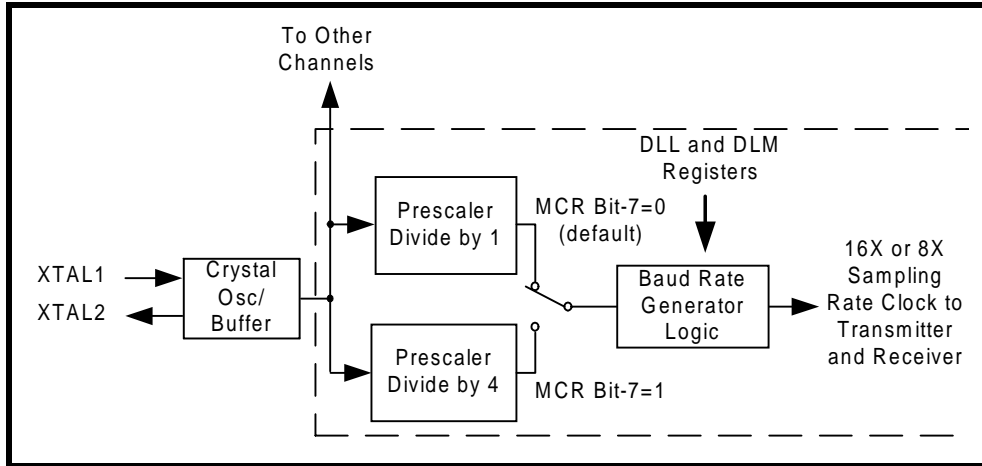 To Other
Channels
DLL and DLM
Registers
Prescaler
Divide by 1
MCR Bit-7=0
(default)
XTAL1
XTAL2
Crystal
Osc/
Buffer
Baud Rate
Generator
Logic
16X or 8X
Sampling
Rate Clock to
Transmitter
and Receiver
Prescaler
Divide by 4
MCR Bit-7=1